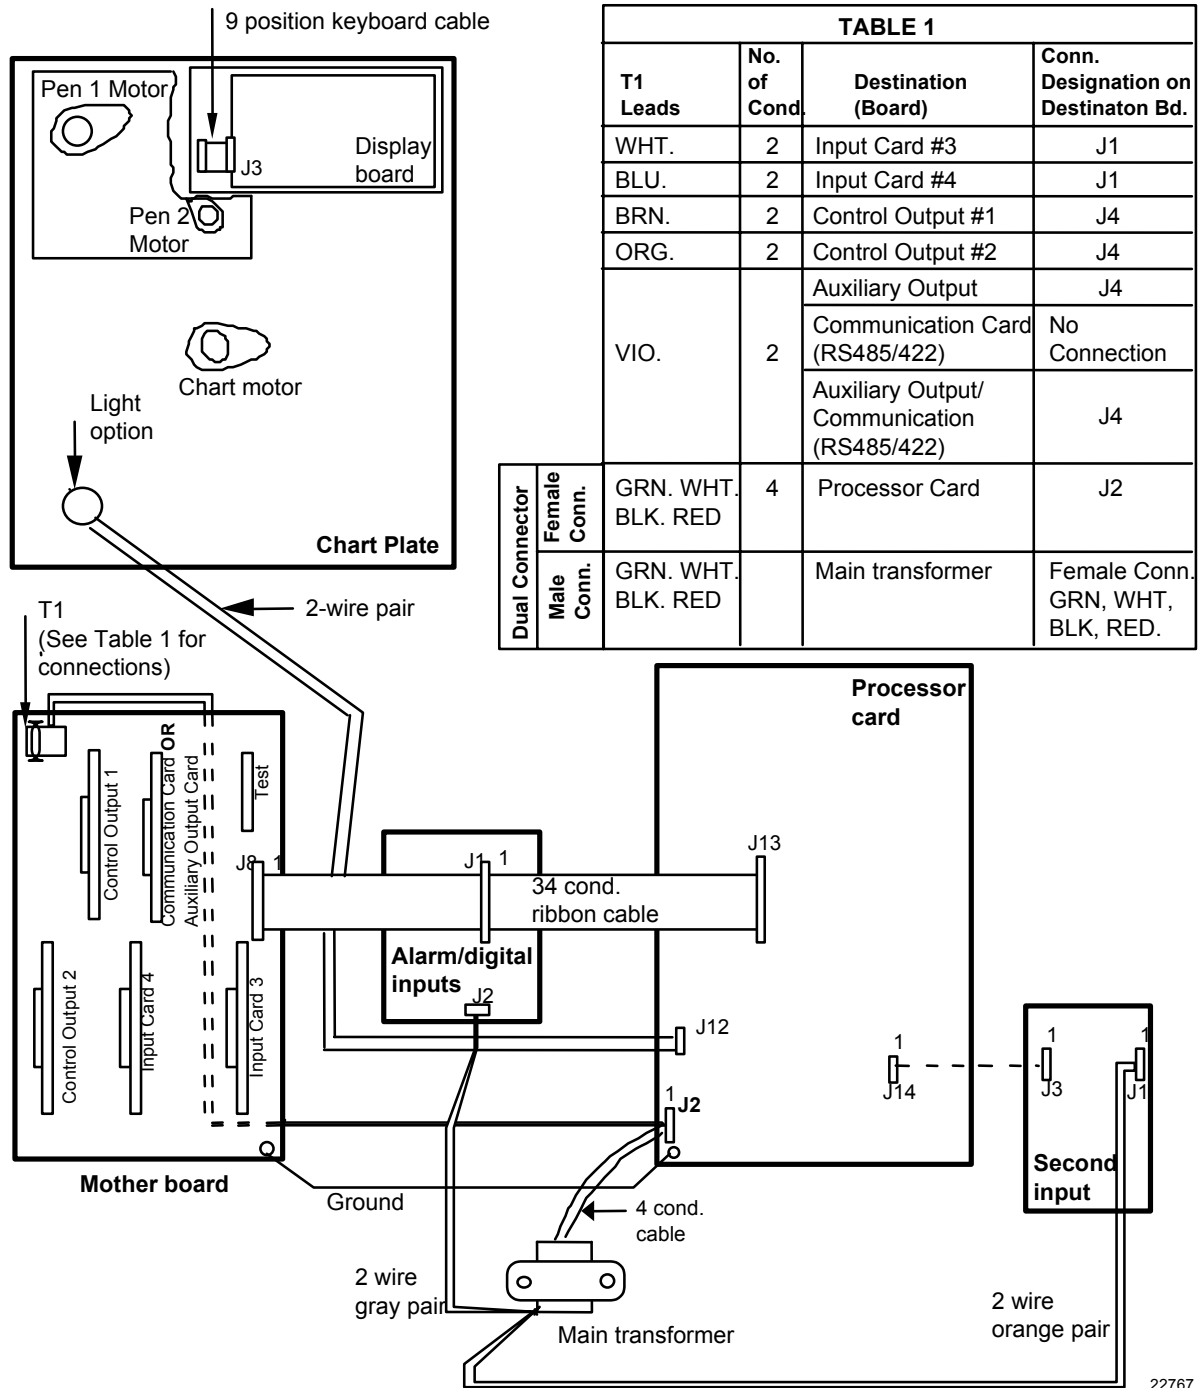 9 position keyboard cable
Pen 1 Motor
J3
Display
board
Pen 2
Motor
Chart motor
Light
option
Chart Plate
2-wire pair
TABLE 1
T1
Leads
No.
of
Cond.
Destination
(Board)
Conn.
Designation on
Destinaton Bd.
WHT. 2 Input Card #3 J1
BLU. 2 Input Card #4 J1
BRN. 2 Control Output #1 J4
ORG. 2 Control Output #2 J4
VIO. 2
Auxiliary Output J4
Communication Card
(RS485/422)
No
Connection
Auxiliary Output/
Communication
(RS485/422)
J4
Dual Connector
Female
Conn.
GRN. WHT.
BLK. RED
4 Processor Card J2
Male
Conn.
GRN. WHT.
BLK. RED
Main transformer
Female Conn.
GRN, WHT,
BLK, RED.
T1
(See Table 1 for
connections)
Control Output 1
Communication Card OR
Auxiliary Output Card
Test
J8 1
Control Output 2
Input Card 4
Input Card 3
Mother board
J1 1
34 cond.
ribbon cable
Alarm/digital
inputs
J2
Processor
card
J13
J12
1
J14
1
J2
1
J3
1
J1
Second
input
Ground
4 cond.
cable
2 wire
gray pair
Main transformer
2 wire
orange pair
22767